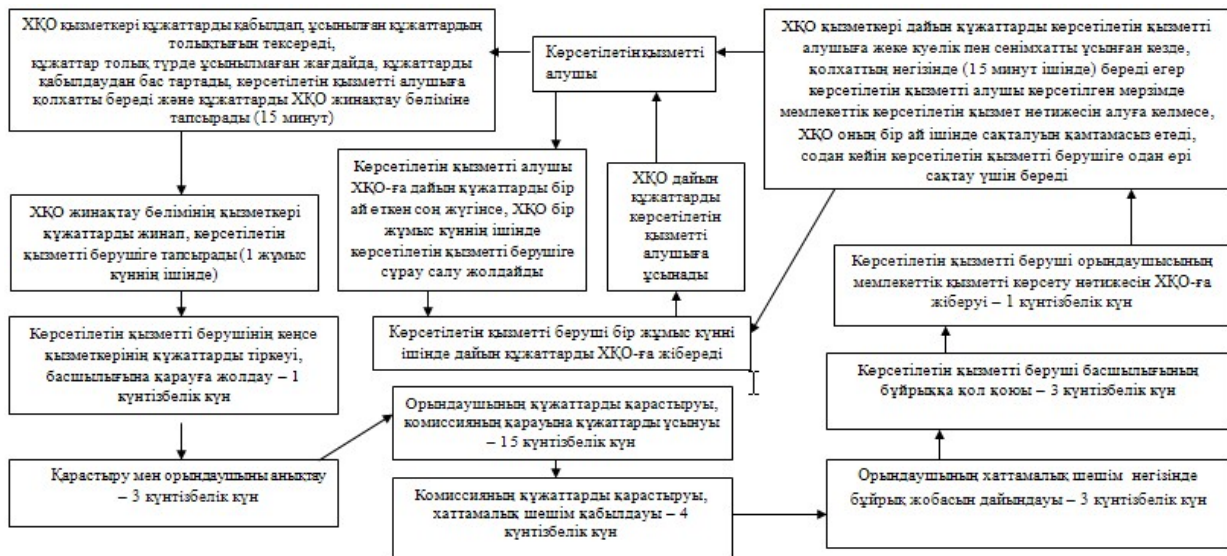 ХҚО қызметкері құжаттарды қабылдап, ұсынылған құжаттардың
толықтығын тексереді,
құжаттар толық түрде ұсынылмаған жағдайда, құжаттарды
қабылдаудан бас тартады, көрсетілетін қызметті алушыға
қолхатты береді және құжаттарды ХҚО жинақтау бөліміне
тапсырады (15 минут)
Көрсетілетін қызметті
алушы
ХҚО қызметкері дайын құжаттарды көрсетілетін қызметті
алушыға жеке куәлік пен сенімхатты ұсынған кезде,
қолхаттың негізінде (15 минут ішінде) береді егер
көрсетілетін қызметті алушы көрсетілген мерзімде
мемлекеттік көрсетілетін қызмет нәтижесін алуға келмесе,
ХҚО оның бір ай ішінде сақталуын қамтамасыз етеді,
содан кейін көрсетілетін қызметті берушіге одан әрі
сақтау үшін береді
Көрсетілетін қызметті алушы
ХҚО-ға дайын құжаттарды бір
ай өткен соң жүгінсе, ХҚО бір
жұмыс күннің ішінде
көрсетілетін қызметті берушіге
сұрау салу жолдайды
ХҚО дайын
құжаттарды
көрсетілетін
қызметті
алушыға
ұсынады
ХҚО жинақтау бөлімінің қызметкері
құжаттарды жинап, көрсетілетін
қызметті берушіге тапсырады (1 жұмыс
күннің ішінде)
Көрсетілетін қызметті беруші орындаушысының
мемлекеттік қызметті көрсету нәтижесін ХҚО-ға
жіберуі – 1 күнтізбелік күн
Көрсетілетін қызметті берушінің кеңсе
қызметкерінің құжаттарды тіркеуі,
басшылығына қарауға жолдау – 1
күнтізбелік күн
Көрсетілетін қызметті беруші бір жұмыс күнні
ішінде дайын құжаттарды ХҚО-ға жібереді
Көрсетілетін қызметті беруші басшылығының
бұйрыққа қол қоюы – 3 күнтізбелік күн
Орындаушының құжаттарды қарастыруы,
комиссияның қарауына құжаттарды ұсынуы
– 15 күнтізбелік күн
Қарастыру мен орындаушыны анықтау
– 3 күнтізбелік күн
Комиссияның құжаттарды қарастыруы,
хаттамалық шешім қабылдауы – 4
күнтізбелік күн
Орындаушының хаттамалық шешім негізінде
бұйрық жобасын дайындауы – 3 күнтізбелік күн